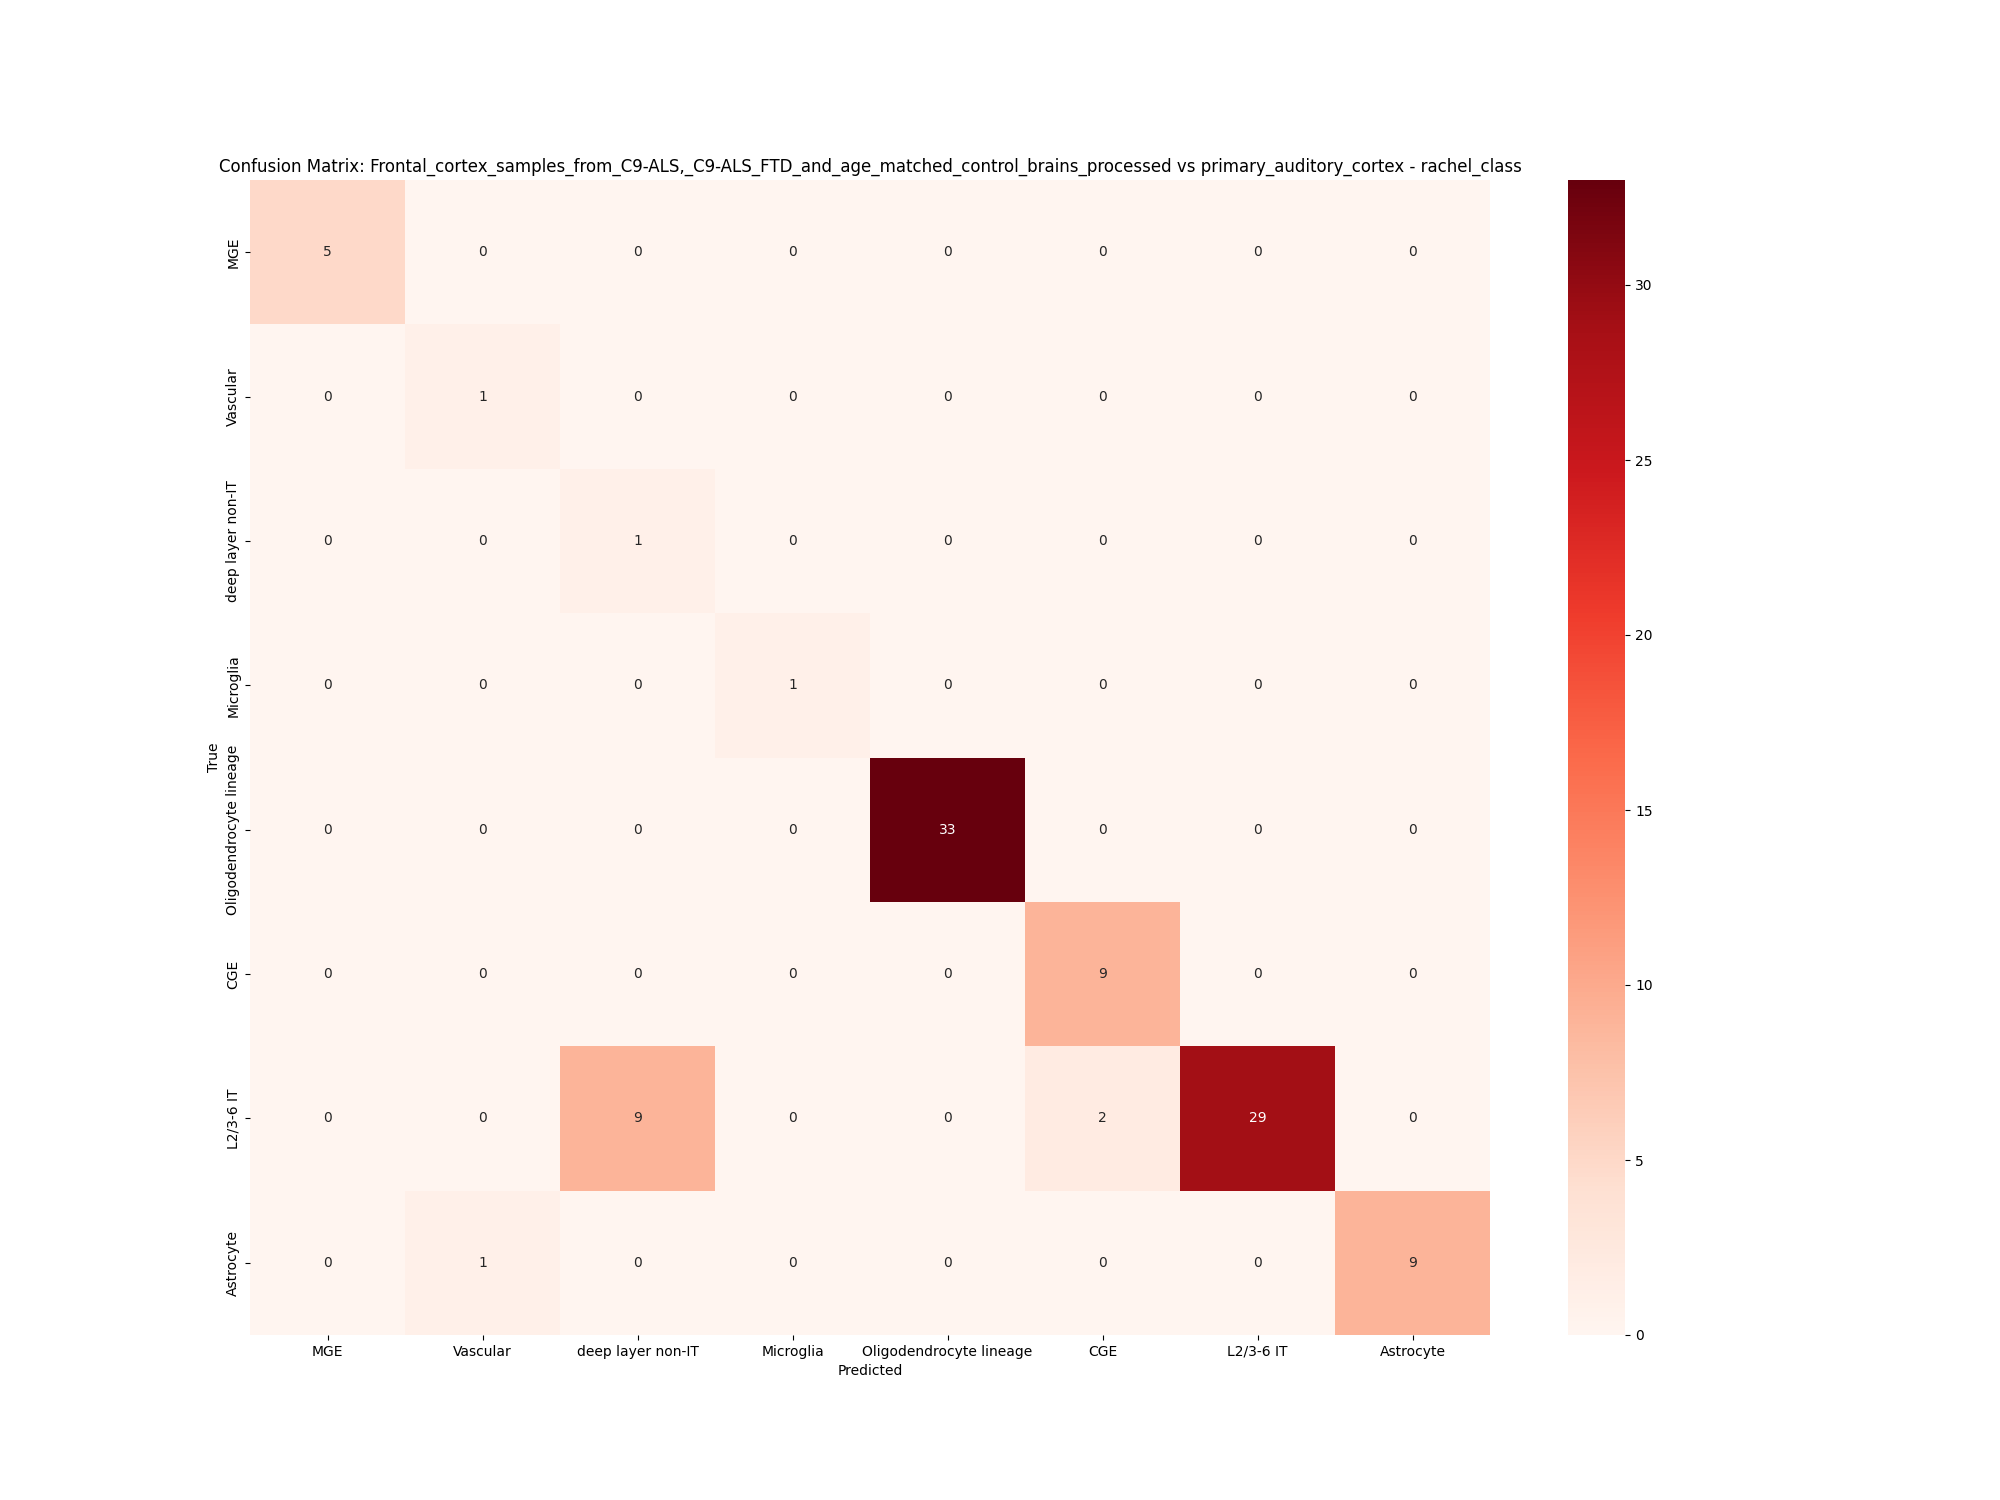 Confusion Matrix: Frontal_cortex_samples_from_C9-ALS,_C9-ALS_FTD_and_age_matched_control_brains_processed vs primary_auditory_cortex - rachel_class
MGE 5 0 0 0 0 0 0 0
Vascular 0 1 0 0 0 0 0 0
deep layer non-IT 0 0 1 0 0 0 0 0
Microglia 0 0 0 1 0 0 0 0
True
Oligodendrocyte lineage 0 0 0 0 33 0 0 0
CGE 0 0 0 0 0 9 0 0
L2/3-6 IT 0 0 9 0 0 2 29 0
Astrocyte 0 1 0 0 0 0 0 9
MGE Vascular deep layer non-IT Microglia Oligodendrocyte lineage CGE L2/3-6 IT Astrocyte
Predicted
30
25
20
15
10
5
0